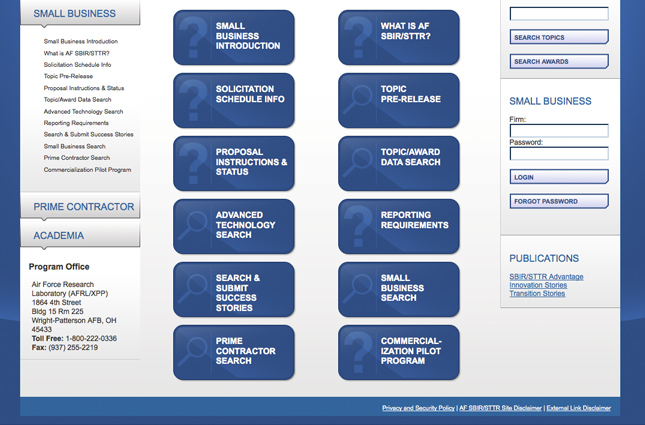 SMALL BUSINESS
Small Business Introduction
What is AF SBIR/STTR?
Solicitation Schedule Info
Topic Pre-Release
Proposal Instructions & Status
Topic/Award Data Search
Advanced Technology Search
Reporting Requirements
Search & Submit Success Stories
Small Business Search
Prime Contractor Search
Commercialization Pilot Program
PRIME CONTRACTOR
ACADEMIA
Program Office
Air Force Research
Laboratory (AFRL/XPP)
1864 4th Street
Bldg 15 Rm 225
Wright-Patterson AFB, OH
45433
Toll Free: 1-800-222-0336
Fax: (937) 255-2219
SMALL
BUSINESS
INTRODUCTION
WHAT IS AF
SBIR/STTR?
SOLICITATION
SCHEDULE INFO
TOPIC
PRE-RELEASE
PROPOSAL
INSTRUCTIONS &
STATUS
TOPIC/AWARD
DATA SEARCH
ADVANCED
TECHNOLOGY
SEARCH
REPORTING
REQUIREMENTS
SEARCH &
SUBMIT
SUCCESS
STORIES
SMALL
BUSINESS
SEARCH
PRIME
CONTRACTOR
SEARCH
COMMERCIAL-
IZATION PILOT
PROGRAM
SEARCH TOPICS
SEARCH AWARDS
SMALL BUSINESS
Firm:
Password:
LOGIN
FORGOT PASSWORD
PUBLICATIONS
SBIR/STTR Advantage
Innovation Stories
Transition Stories
Privacy and Security Policy | AF SBIR/STTR Site Disclaimer | External Link Disclaimer